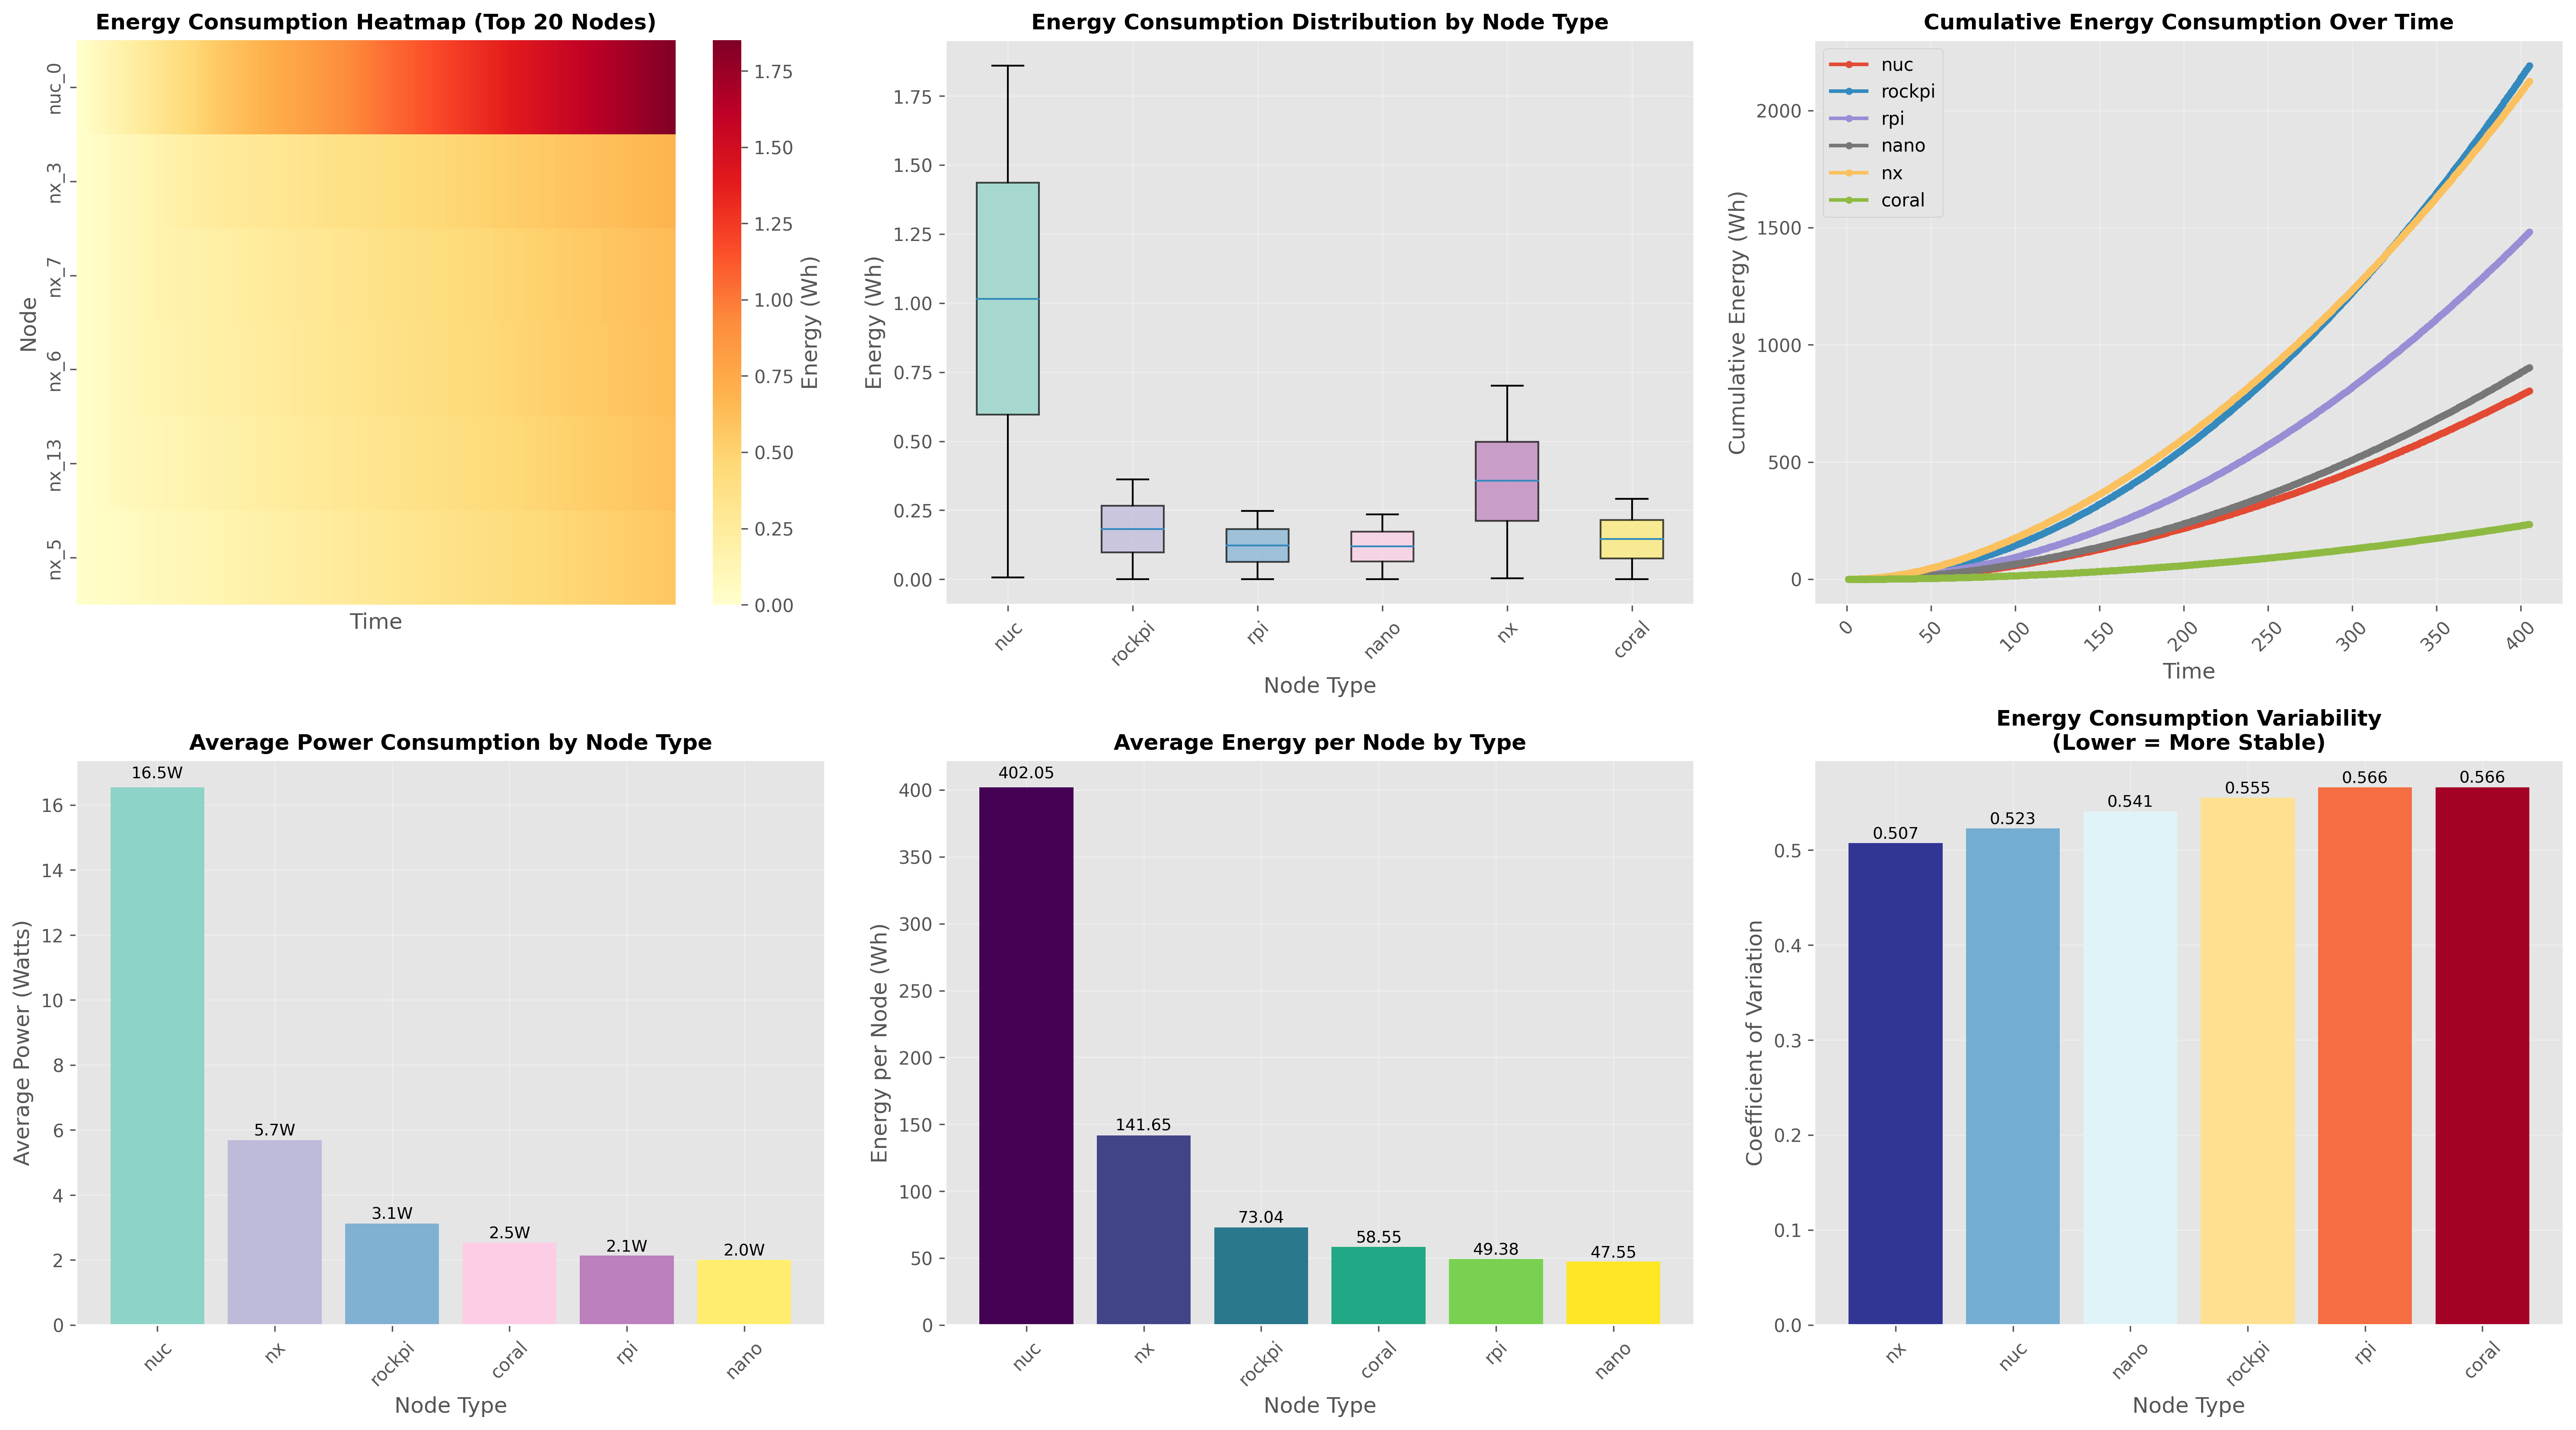 Energy Consumption Heatmap (Top 20 Nodes)
Node
nuc_0
nx_3
nx_7
nx_6
nx_13
nx_5
Time
1.75
1.50
1.25
1.00
0.75
0.50
0.25
0.00
Energy (Wh)
Energy Consumption Distribution by Node Type
Energy (Wh)
1.75
1.50
1.25
1.00
0.75
0.50
0.25
0.00
nuc
rockpi
rpi
nano
nx
coral
Node Type
Cumulative Energy Consumption Over Time
nuc
rockpi
rpi
nano
nx
coral
Cumulative Energy (Wh)
2000
1500
1000
500
0
0
50
100
150
200
250
300
350
400
Time
Average Power Consumption by Node Type
Average Power (Watts)
16
14
12
10
8
6
4
2
0
16.5W
5.7W
3.1W
2.5W
2.1W
2.0W
nuc
nx
rockpi
coral
rpi
nano
Node Type
Average Energy per Node by Type
Energy per Node (Wh)
400
350
300
250
200
150
100
50
0
402.05
141.65
73.04
58.55
49.38
47.55
nuc
nx
rockpi
coral
rpi
nano
Node Type
Energy Consumption Variability
(Lower = More Stable)
Coefficient of Variation
0.5
0.4
0.3
0.2
0.1
0.0
0.507
0.523
0.541
0.555
0.566
0.566
nx
nuc
nano
rockpi
rpi
coral
Node Type